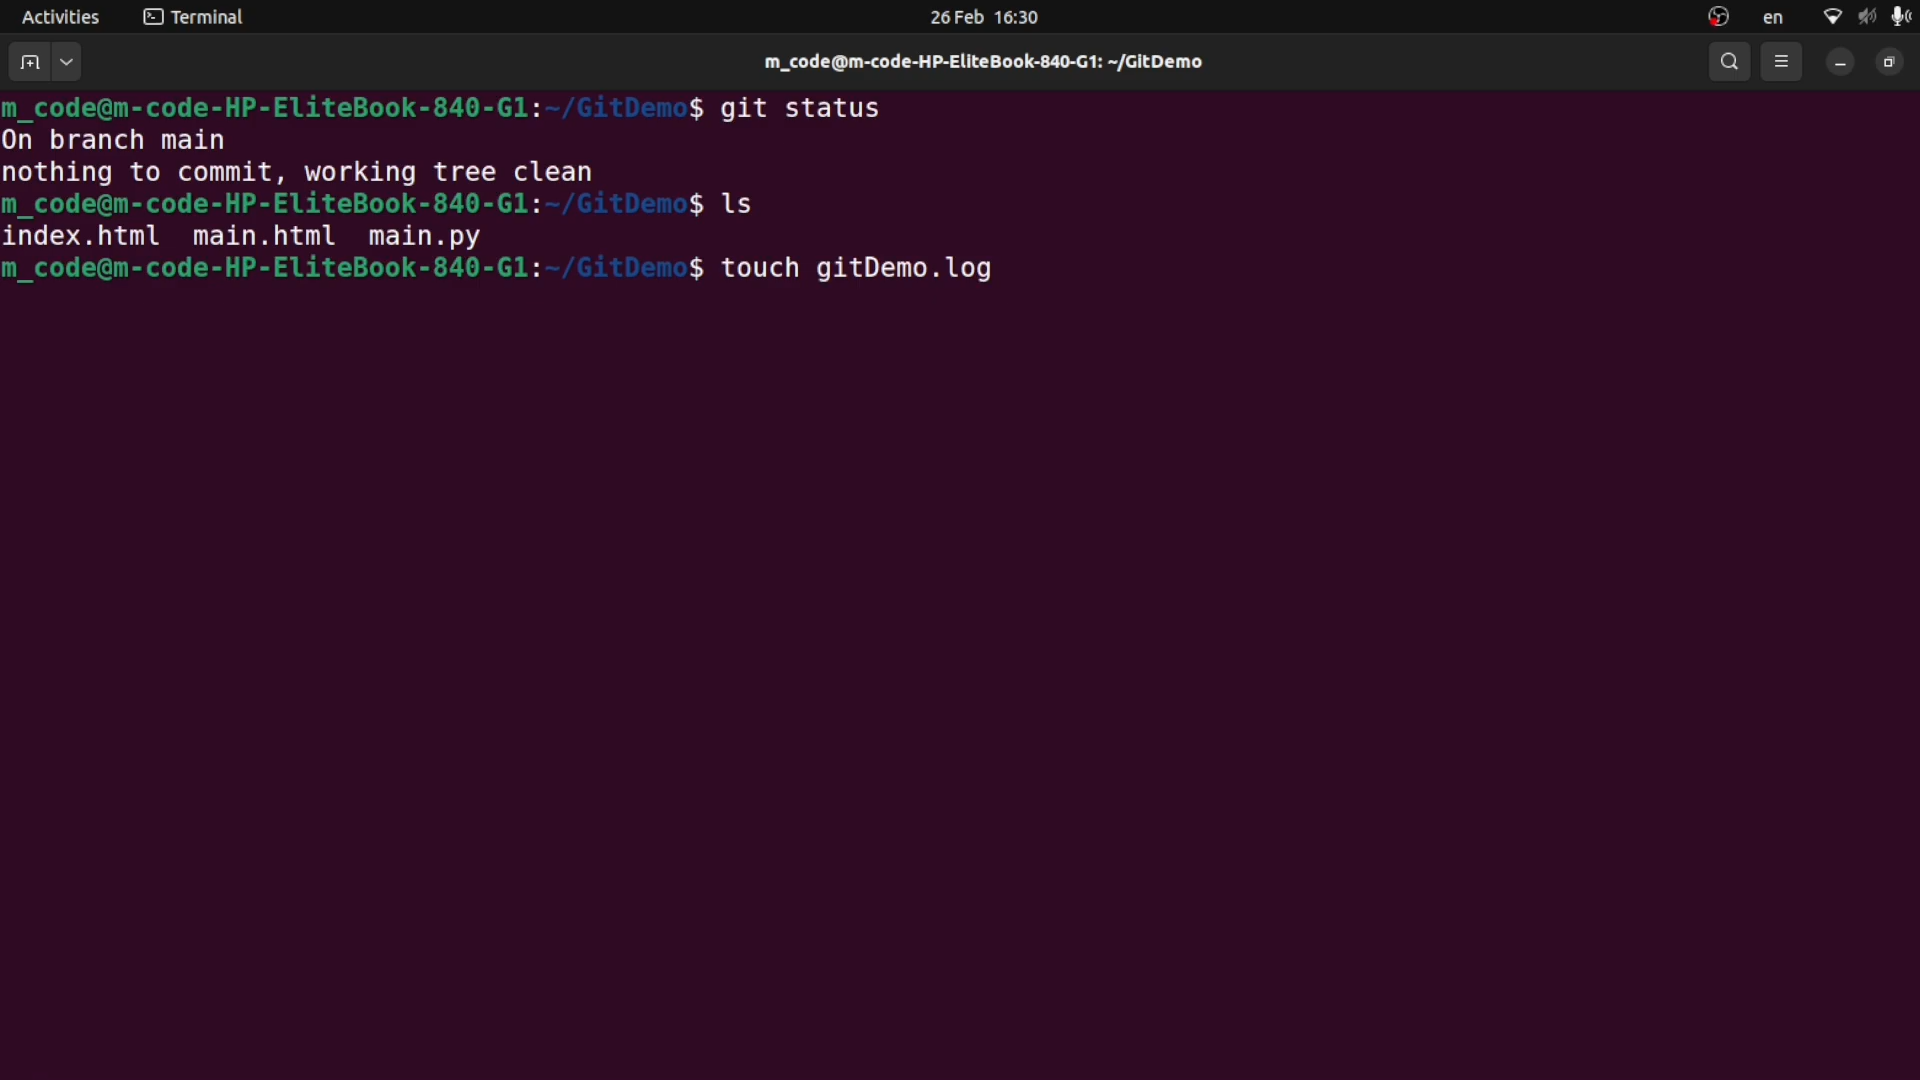 Activities Terminal 26 Feb 16:30 en
m_code@m-code-HP-EliteBook-840-G1: ~/GitDemo
m_code@m-code-HP-EliteBook-840-G1:~/GitDemo$ git status
On branch main
nothing to commit, working tree clean
m_code@m-code-HP-EliteBook-840-G1:~/GitDemo$ ls
index.html  main.html  main.py
m_code@m-code-HP-EliteBook-840-G1:~/GitDemo$ touch gitDemo.log